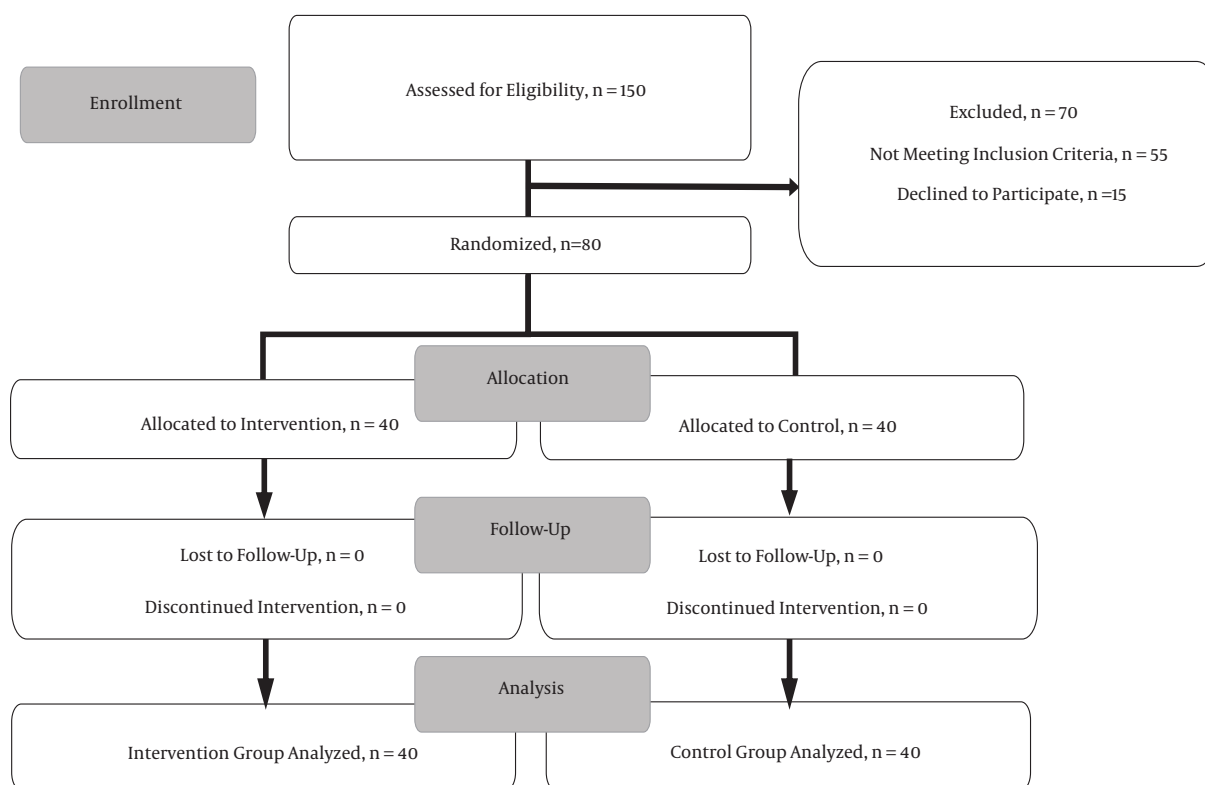 Enrollment
Assessed for Eligibility, n = 150
Excluded, n = 70
Not Meeting Inclusion Criteria, n = 55
Declined to Participate, n =15
Randomized, n=80
Allocation
Allocated to Intervention, n = 40
Allocated to Control, n = 40
Follow-Up
Lost to Follow-Up, n = 0
Discontinued Intervention, n = 0
Lost to Follow-Up, n = 0
Discontinued Intervention, n = 0
Analysis
Intervention Group Analyzed, n = 40
Control Group Analyzed, n = 40